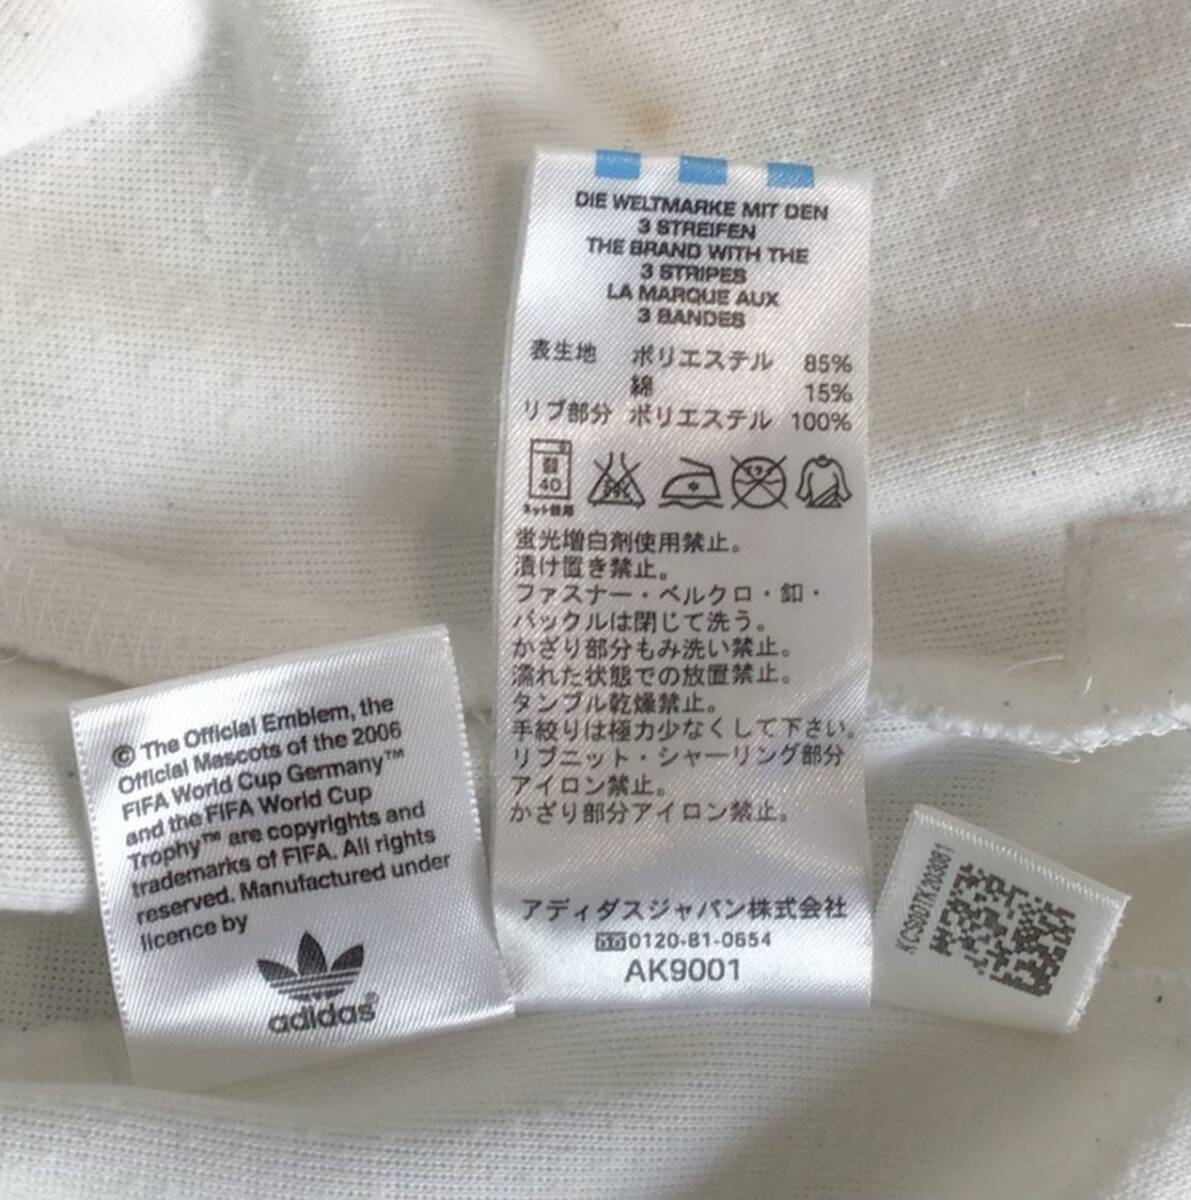 DIE WELTMARKE MIT DEN
3 STREIFEN
THE BRAND WITH THE
3 STRIPES
LA MARQUE AUX
3 BANDES
表生地 ポリエステル 85%
綿 15%
リブ部分 ポリエステル 100%
40
ネット使用
蛍光増白剤使用禁止。
漬け置き禁止。
ファスナー・ベルクロ・釦・
バックルは閉じて洗う。
かざり部分もみ洗い禁止。
濡れた状態での放置禁止。
タンブル乾燥禁止。
手絞りは極力少なくして下さい。
リブニット・シャーリング部分
アイロン禁止。
かざり部分アイロン禁止。
アディダスジャパン株式会社
0120-81-0654
AK9001
© The Official Emblem, the
Official Mascots of the 2006
FIFA World Cup Germany™
and the FIFA World Cup
Trophy™ are copyrights and
trademarks of FIFA. All rights
reserved. Manufactured under
licence by
adidas®